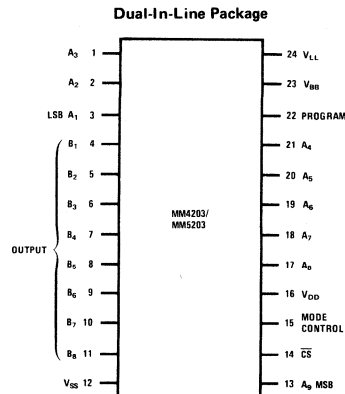 Dual-In-Line Package
A3 1
A2 2
LSB A1 3
B1 4
B2 5
B3 6
B4 7
B5 8
B6 9
B7 10
B8 11
VSS 12
OUTPUT
MM4203/
MM5203
24 VLL
23 VBB
22 PROGRAM
21 A4
20 A5
19 A6
18 A7
17 A8
16 VDD
15 MODE
CONTROL
14 C̅S̅
13 A9 MSB